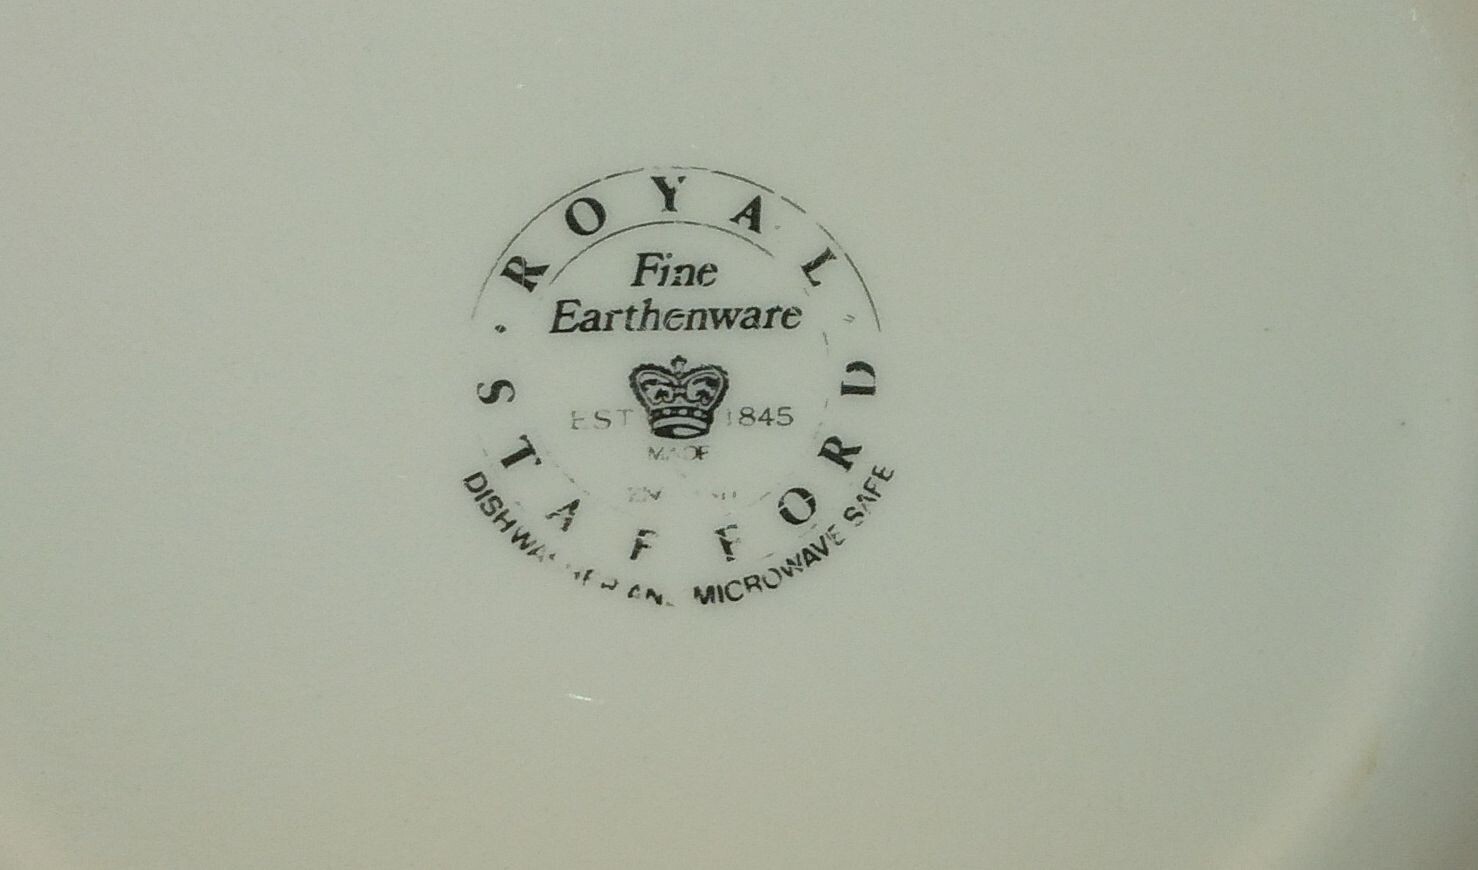 ROYAL
Fine
Earthenware
EST 1845
MADE
STAFFORD
MICROWAVE SAFE